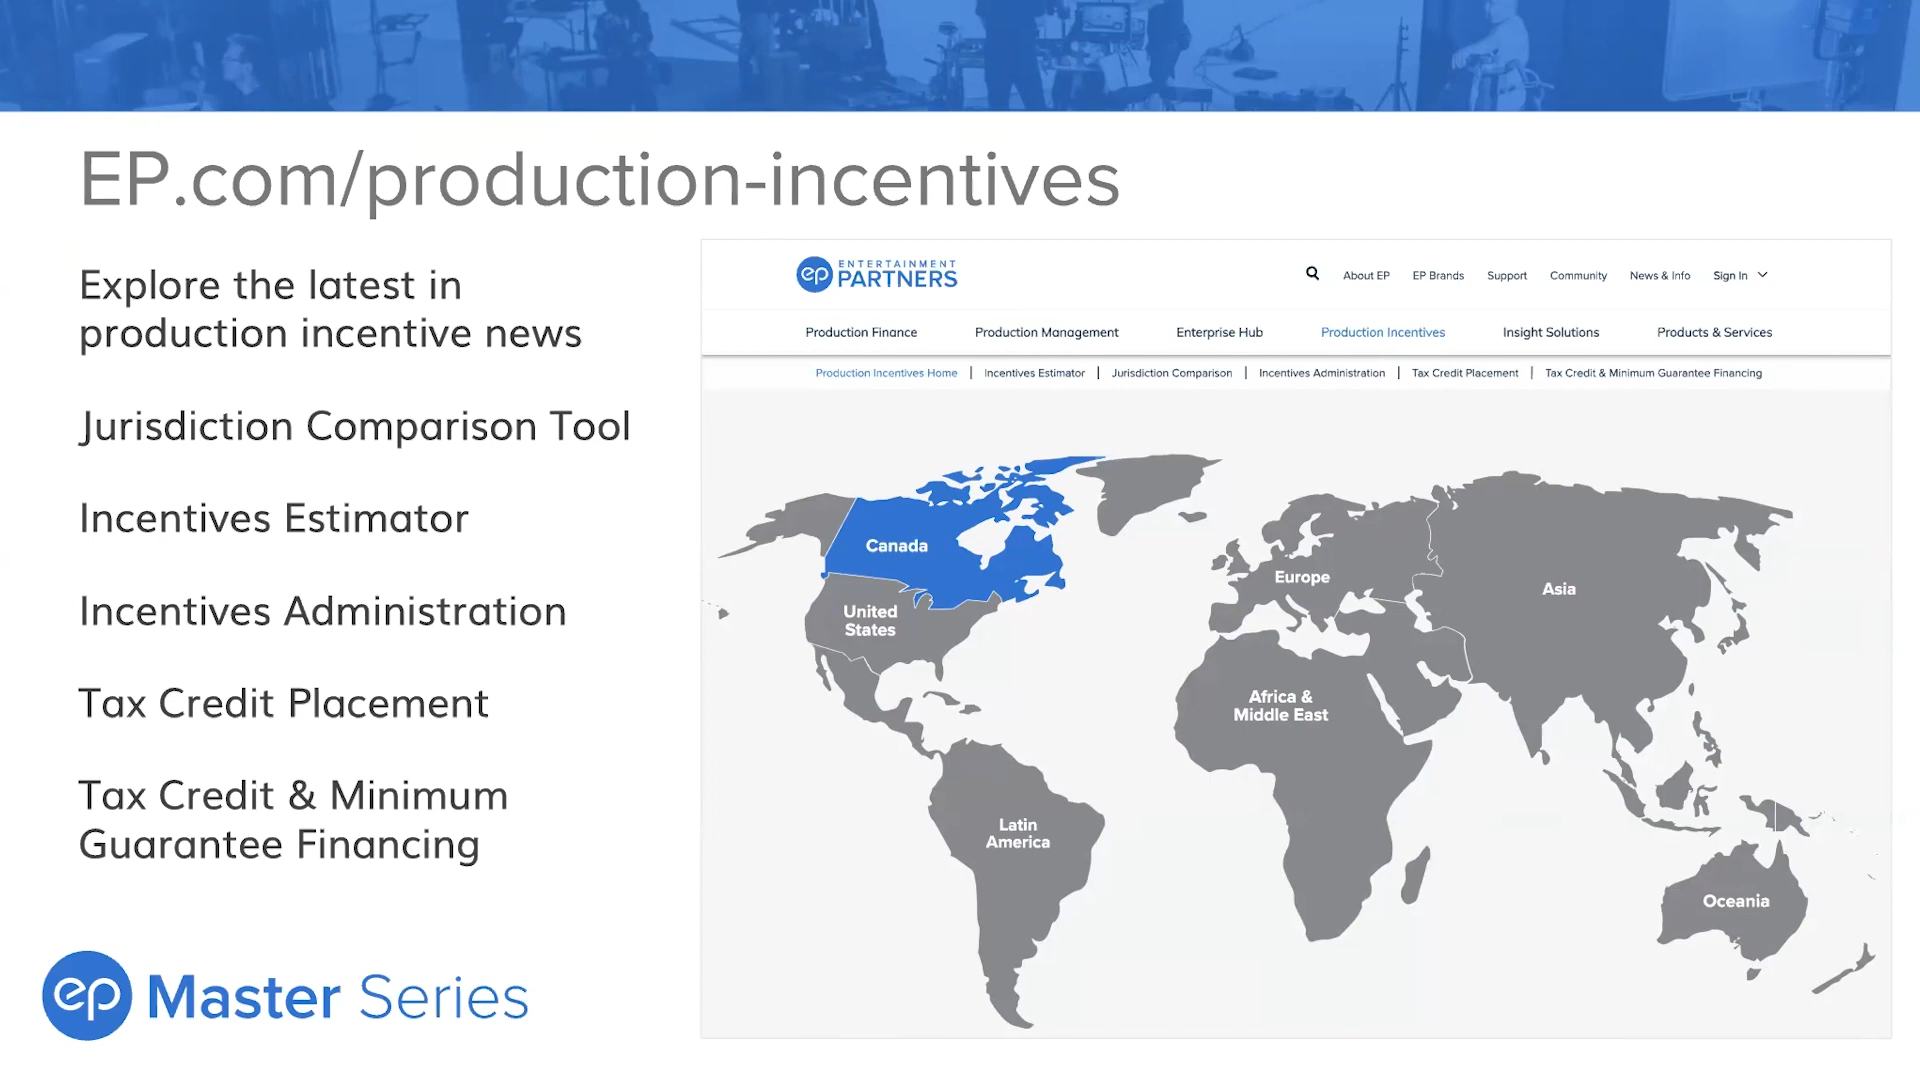 EP.com/production-incentives
Explore the latest in
production incentive news
Jurisdiction Comparison Tool
Incentives Estimator
Incentives Administration
Tax Credit Placement
Tax Credit & Minimum
Guarantee Financing
ep Master Series
ep ENTERTAINMENT
PARTNERS
About EP EP Brands Support Community News & Info Sign In
Production Finance Production Management Enterprise Hub Production Incentives Insight Solutions Products & Services
Production Incentives Home | Incentives Estimator | Jurisdiction Comparison | Incentives Administration | Tax Credit Placement | Tax Credit & Minimum Guarantee Financing
Canada
United
States
Europe
Asia
Africa &
Middle East
Latin
America
Oceania